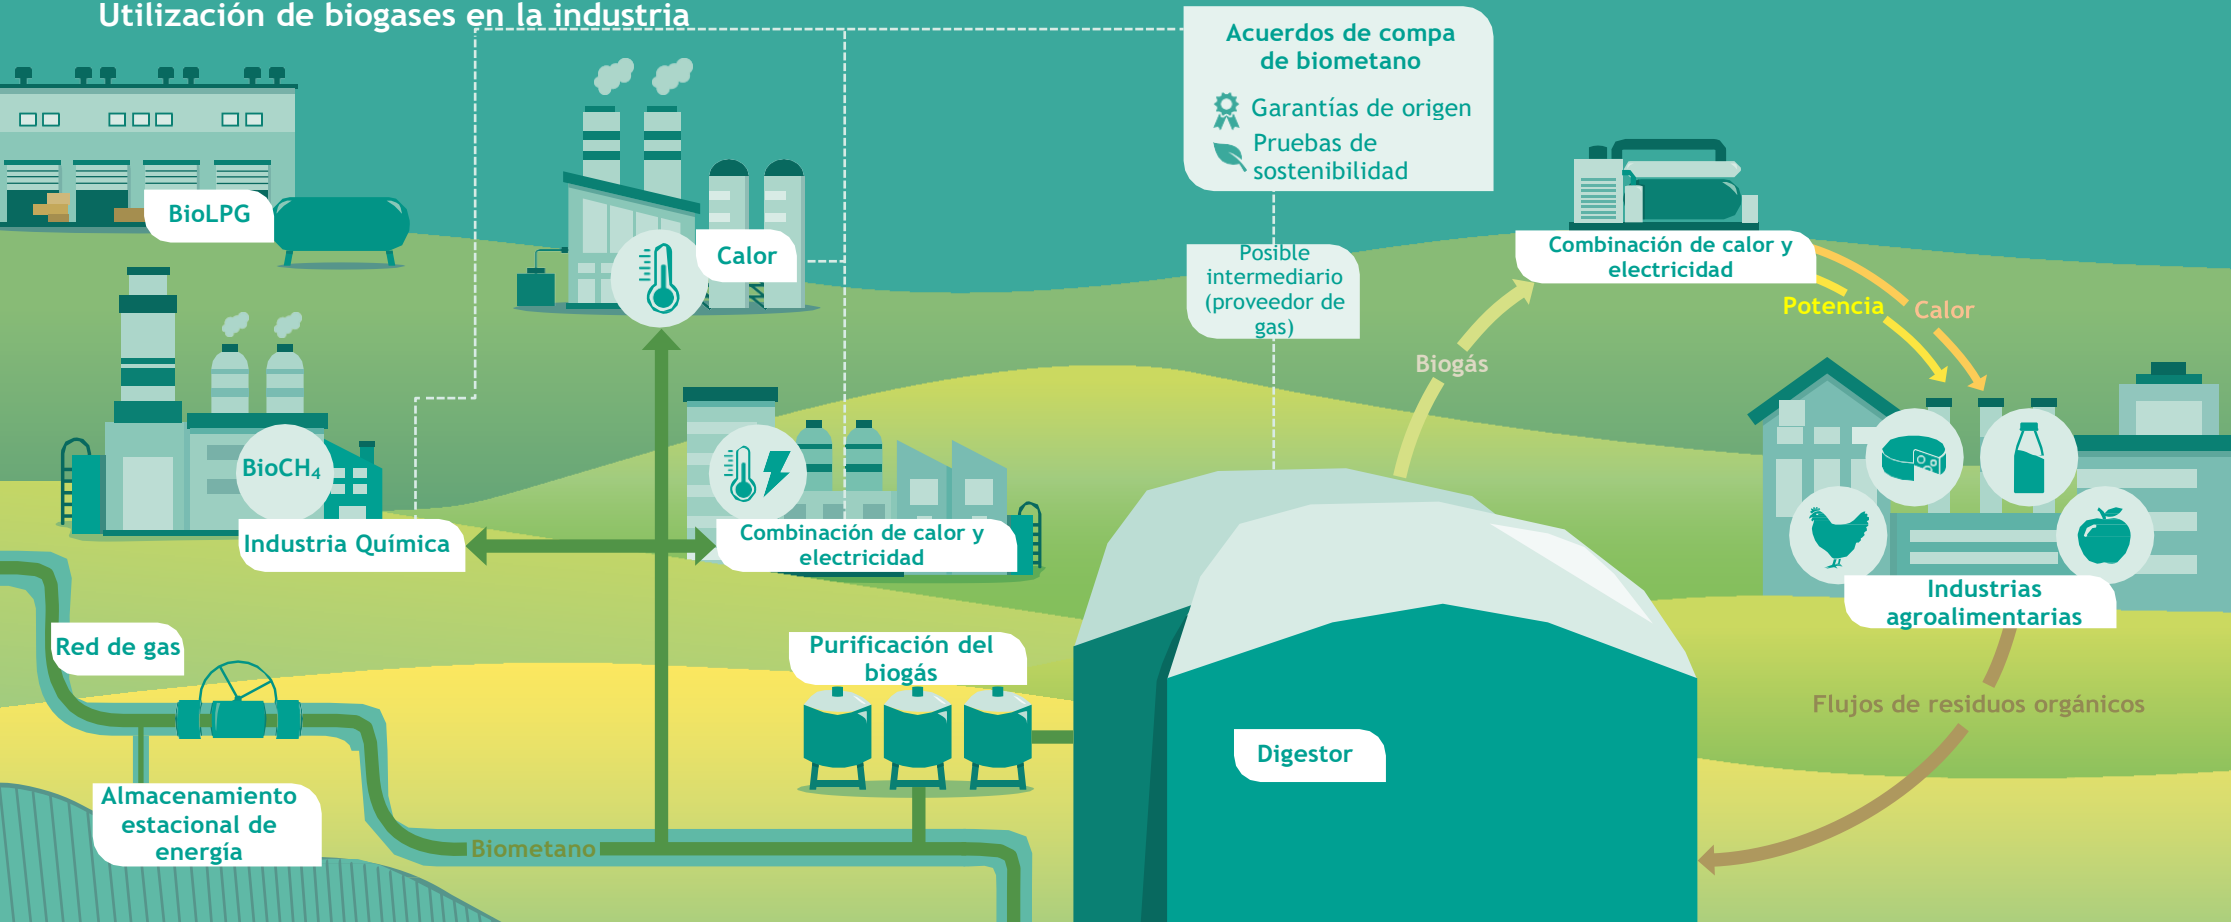 Utilización de biogases en la industria
Acuerdos de compa
de biometano
Garantías de origen
Pruebas de
sostenibilidad
BioLPG
Calor
Posible
intermediario
(proveedor de
gas)
Combinación de calor y
electricidad
Potencia
Calor
Biogás
BioCH₄
Industria Química
Combinación de calor y
electricidad
Industrias
agroalimentarias
Red de gas
Purificación del
biogás
Flujos de residuos orgánicos
Digestor
Almacenamiento
estacional de
energía
Biometano